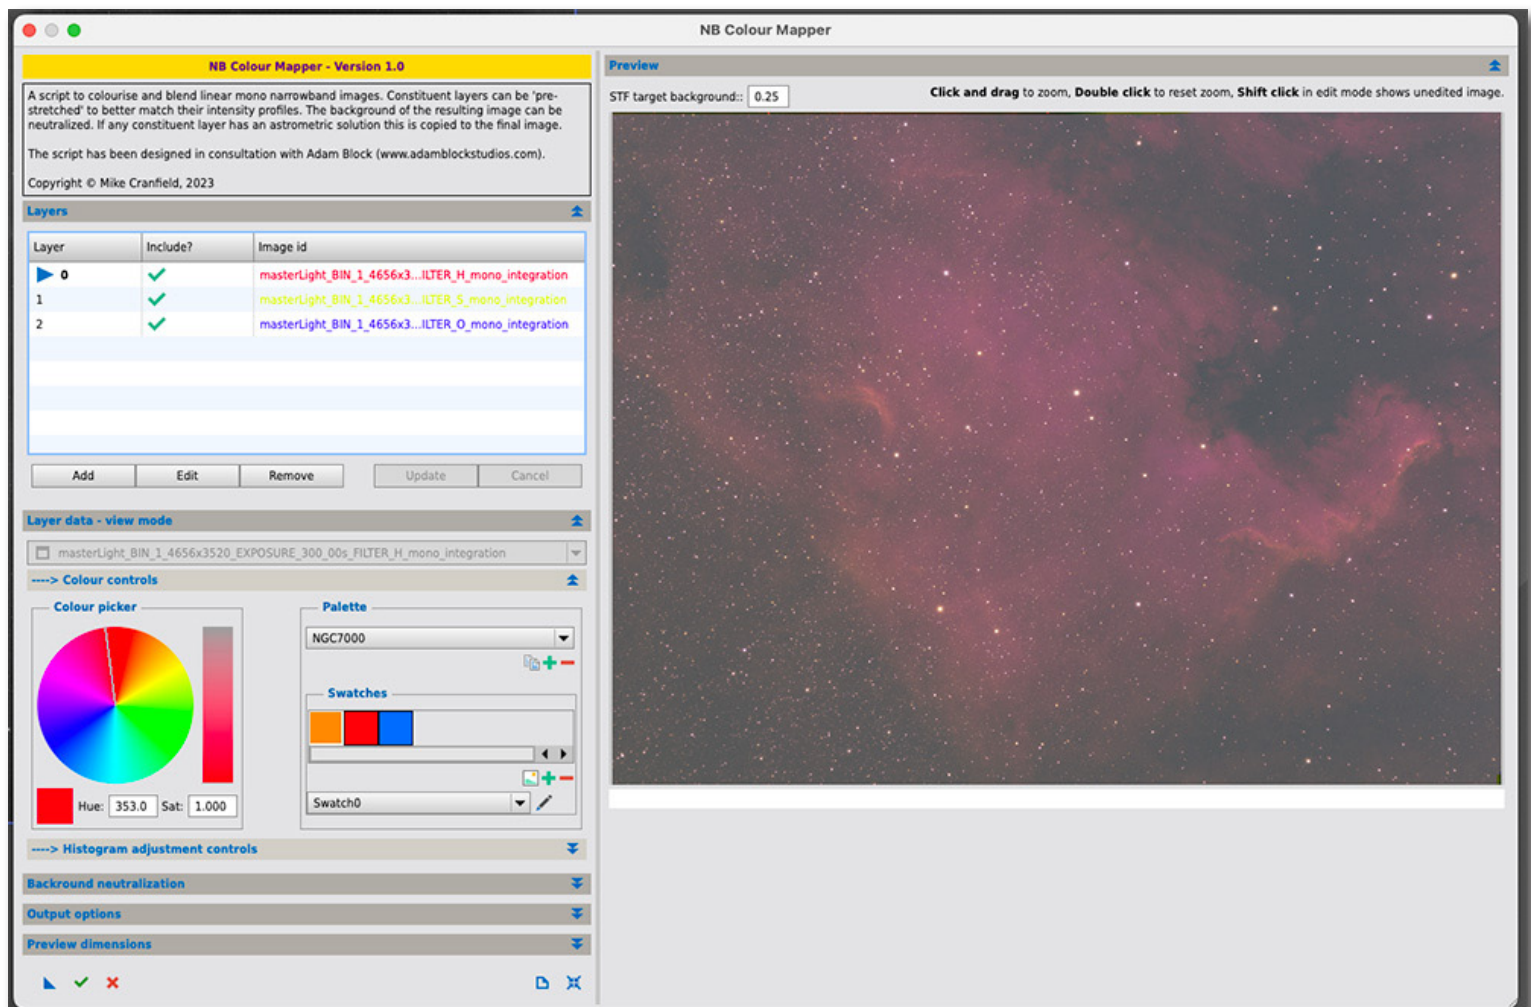 NB Colour Mapper
NB Colour Mapper - Version 1.0
A script to colourise and blend linear mono narrowband images. Constituent layers can be 'pre-
stretched' to better match their intensity profiles. The background of the resulting image can be
neutralized. If any constituent layer has an astrometric solution this is copied to the final image.
The script has been designed in consultation with Adam Block (www.adamblockstudios.com).
Copyright © Mike Cranfield, 2023
Layers
Layer Include? Image id
0 masterLight_BIN_1_4656x3...ILTER_H_mono_integration
1 masterLight_BIN_1_4656x3...ILTER_S_mono_integration
2 masterLight_BIN_1_4656x3...ILTER_O_mono_integration
Add Edit Remove Update Cancel
Layer data - view mode
masterLight_BIN_1_4656x3520_EXPOSURE_300_00s_FILTER_H_mono_integration
----> Colour controls
Colour picker
Hue: 353.0 Sat: 1.000
Palette
NGC7000
Swatches
Swatch0
----> Histogram adjustment controls
Backround neutralization
Output options
Preview dimensions
Preview
STF target background:: 0.25
Click and drag to zoom, Double click to reset zoom, Shift click in edit mode shows unedited image.